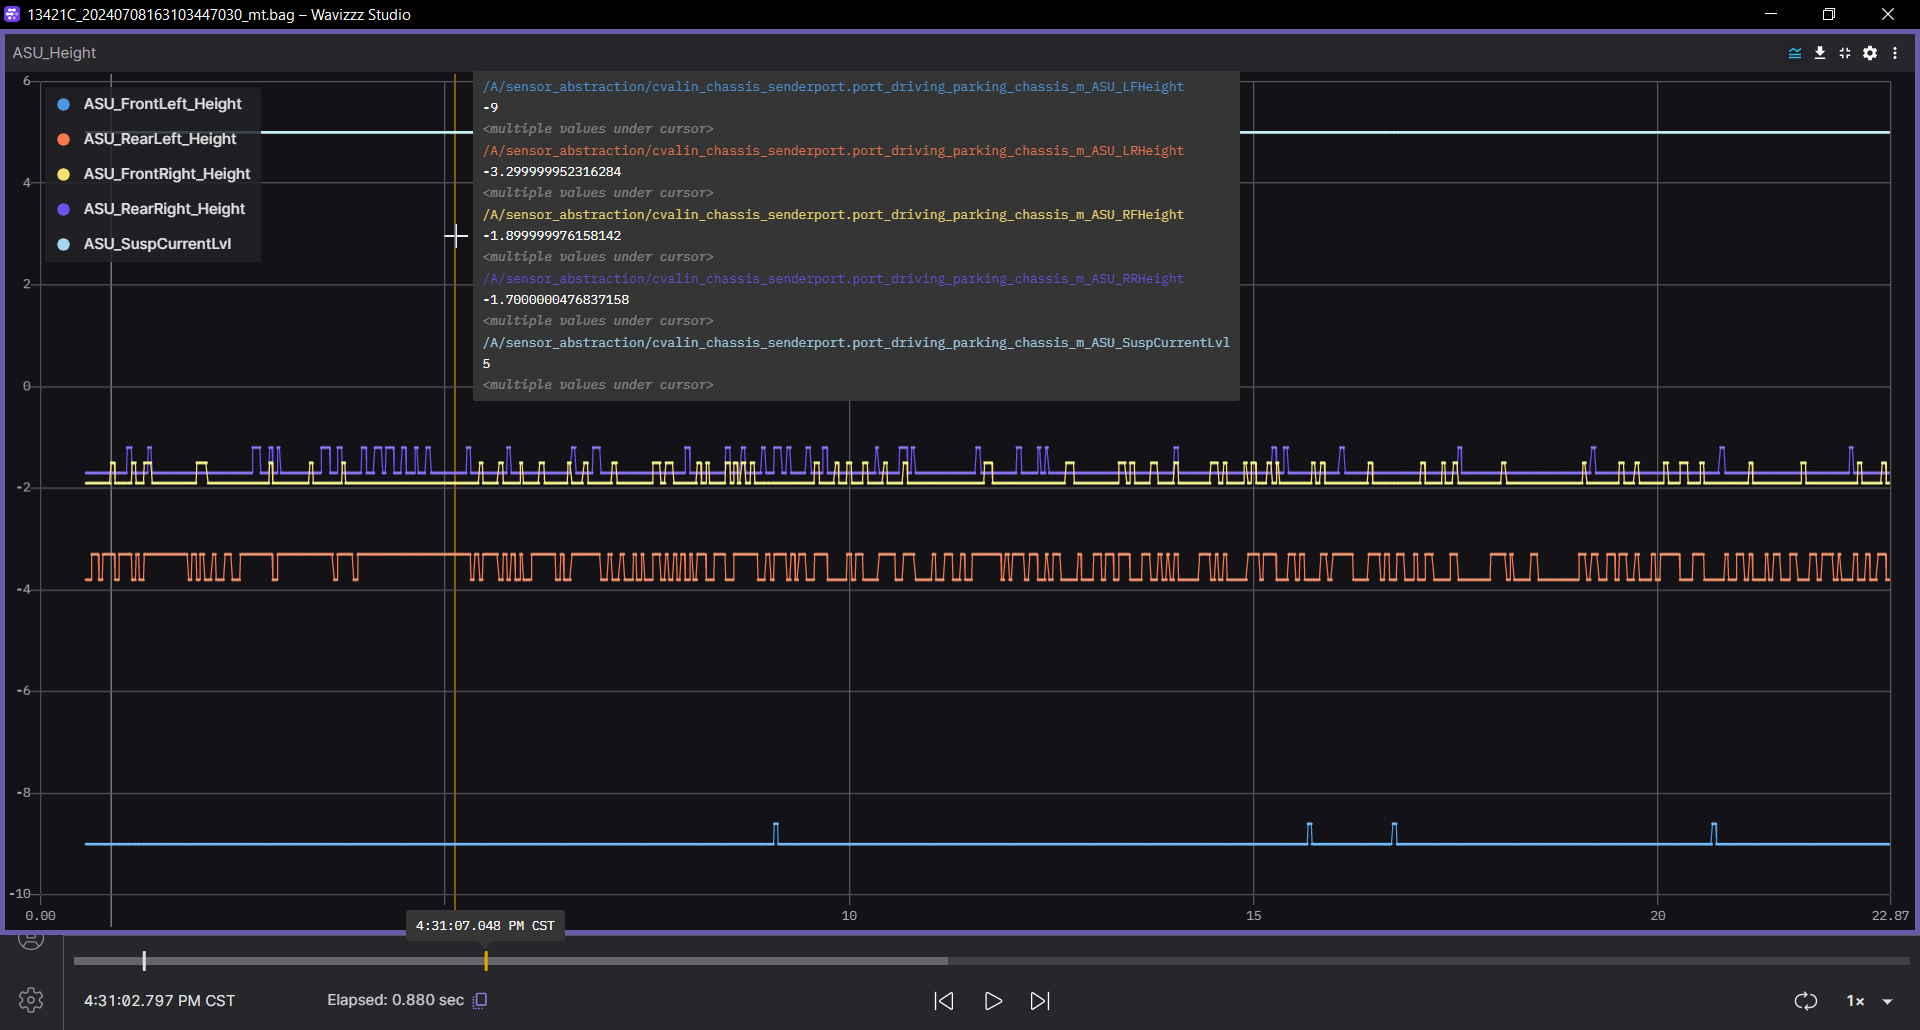 13421C_20240708163103447030_mt.bag – Wavizzz Studio
ASU_Height
6
4
2
0
-2
-4
-6
-8
-10
ASU_FrontLeft_Height
ASU_RearLeft_Height
ASU_FrontRight_Height
ASU_RearRight_Height
ASU_SuspCurrentLvl
/A/sensor_abstraction/cvalin_chassis_senderport.port_driving_parking_chassis_m_ASU_LFHeight
-9
<multiple values under cursor>
/A/sensor_abstraction/cvalin_chassis_senderport.port_driving_parking_chassis_m_ASU_LRHeight
-3.299999952316284
<multiple values under cursor>
/A/sensor_abstraction/cvalin_chassis_senderport.port_driving_parking_chassis_m_ASU_RFHeight
-1.899999976158142
<multiple values under cursor>
/A/sensor_abstraction/cvalin_chassis_senderport.port_driving_parking_chassis_m_ASU_RRHeight
-1.7000000476837158
<multiple values under cursor>
/A/sensor_abstraction/cvalin_chassis_senderport.port_driving_parking_chassis_m_ASU_SuspCurrentLvl
5
<multiple values under cursor>
0.00
10
15
20
22.87
4:31:07.048 PM CST
4:31:02.797 PM CST
Elapsed: 0.880 sec
1×